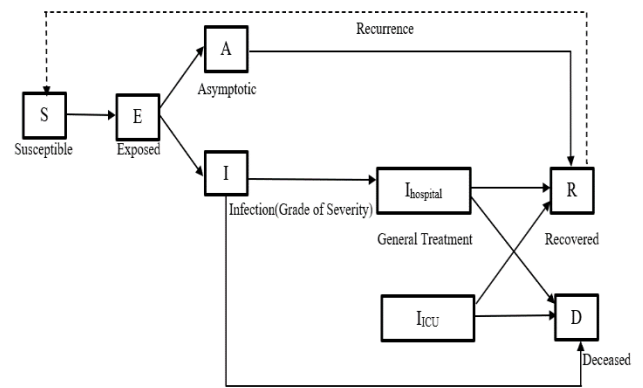 Recurrence
A
Asymptotic
S
Susceptible
E
Exposed
I
Infection(Grade of Severity)
Ihospital
General Treatment
R
Recovered
IICU
D
Deceased